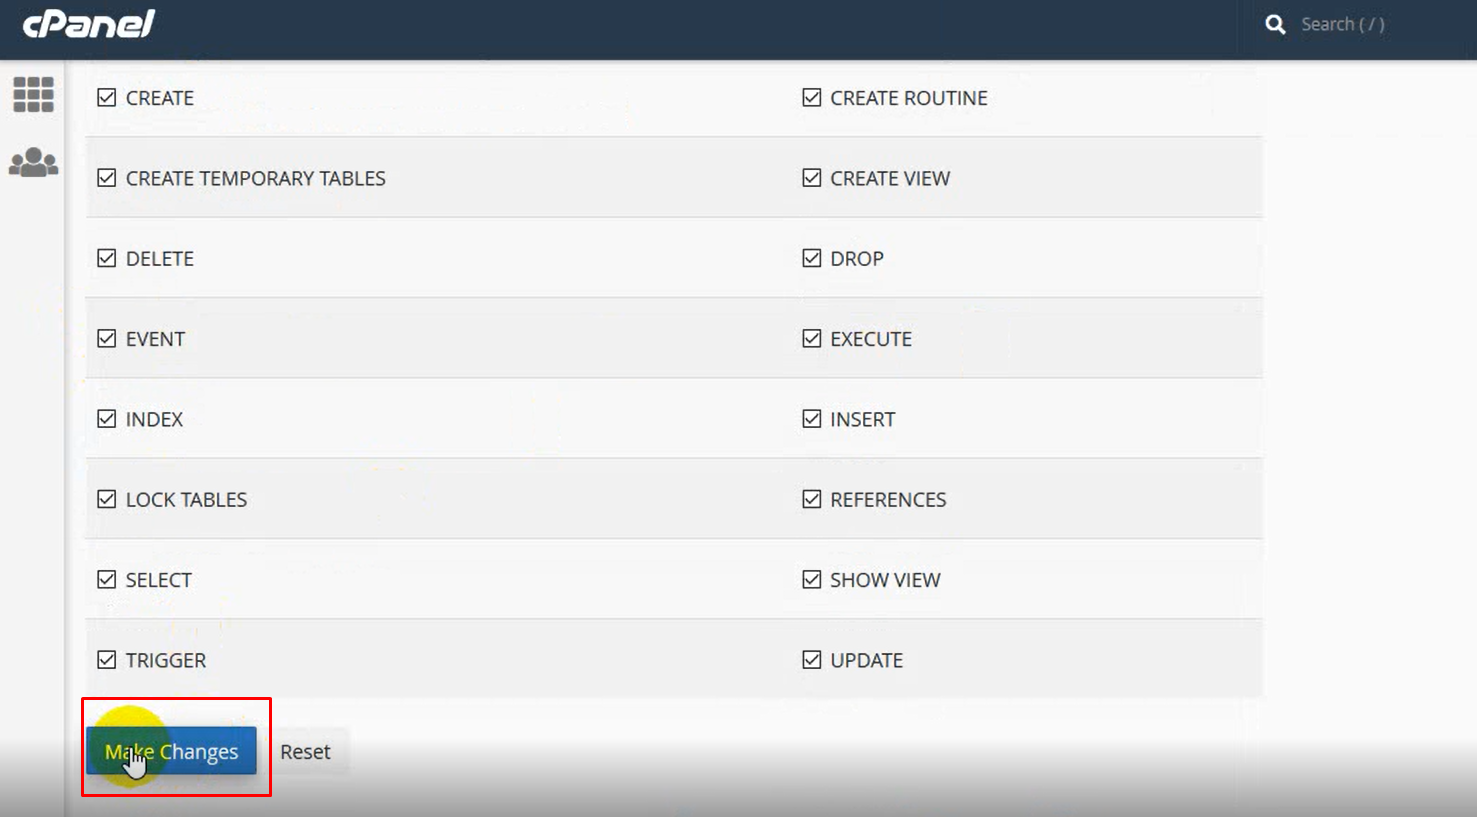 cPanel
Search ( / )
CREATE
CREATE ROUTINE
CREATE TEMPORARY TABLES
CREATE VIEW
DELETE
DROP
EVENT
EXECUTE
INDEX
INSERT
LOCK TABLES
REFERENCES
SELECT
SHOW VIEW
TRIGGER
UPDATE
Make Changes
Reset